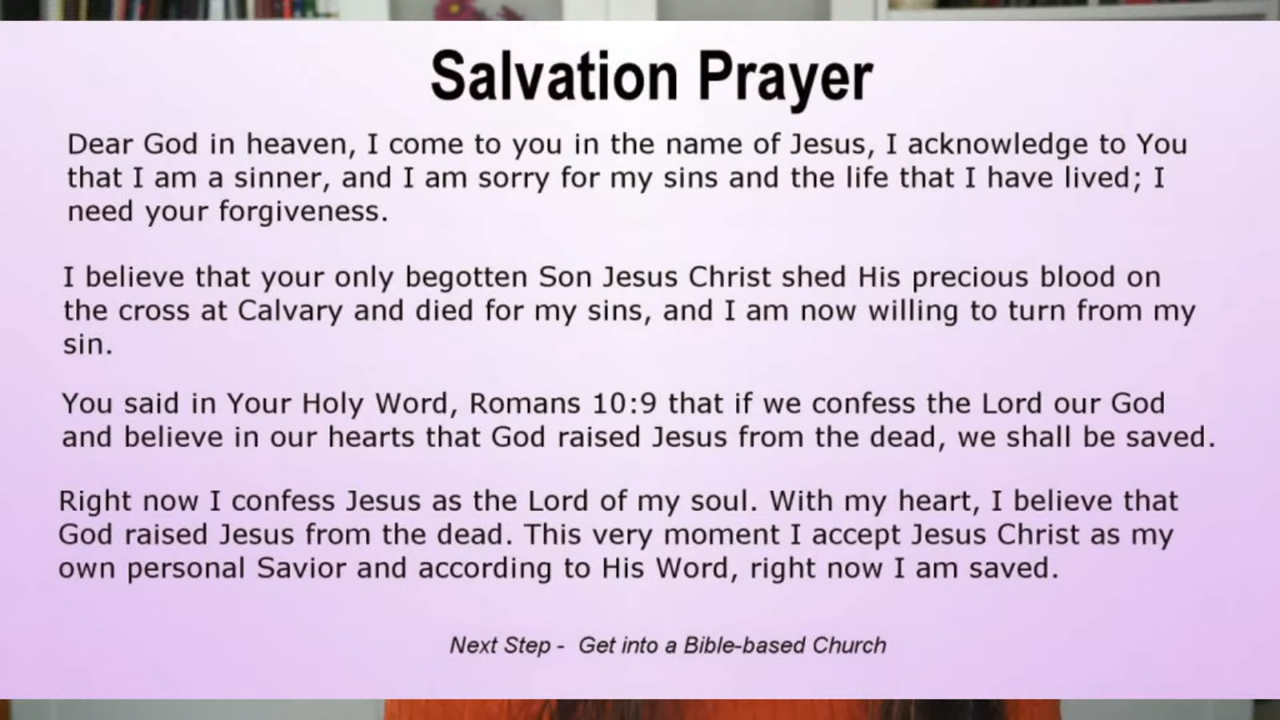 Salvation Prayer
Dear God in heaven, I come to you in the name of Jesus, I acknowledge to You
that I am a sinner, and I am sorry for my sins and the life that I have lived; I
need your forgiveness.
I believe that your only begotten Son Jesus Christ shed His precious blood on
the cross at Calvary and died for my sins, and I am now willing to turn from my
sin.
You said in Your Holy Word, Romans 10:9 that if we confess the Lord our God
and believe in our hearts that God raised Jesus from the dead, we shall be saved.
Right now I confess Jesus as the Lord of my soul. With my heart, I believe that
God raised Jesus from the dead. This very moment I accept Jesus Christ as my
own personal Savior and according to His Word, right now I am saved.
Next Step - Get into a Bible-based Church